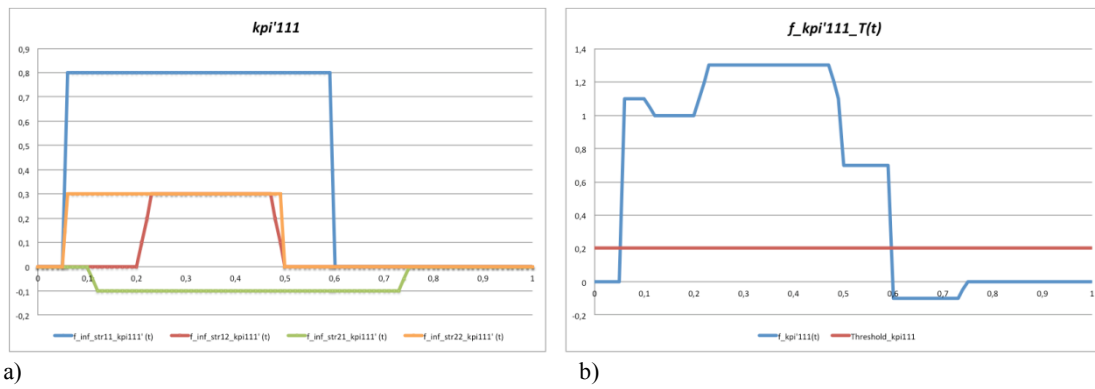 kpi'111
0,9
0,8
0,7
0,6
0,5
0,4
0,3
0,2
0,1
0
-0,1
-0,2
0 0,1 0,2 0,3 0,4 0,5 0,6 0,7 0,8 0,9 1
f_inf_str11_kpi111' (t) f_inf_str12_kpi111' (t) f_inf_str21_kpi111' (t) f_inf_str22_kpi111' (t)
a)
f_kpi'111_T(t)
1,4
1,2
1
0,8
0,6
0,4
0,2
0
-0,2
0 0,1 0,2 0,3 0,4 0,5 0,6 0,7 0,8 0,9 1
f_kpi'111(t) Threshold_kpi111
b)